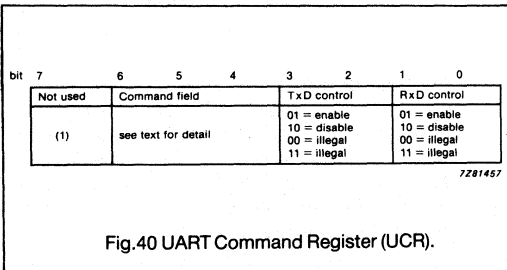 bit 7 6 5 4 3 2 1 0
Not used Command field TxD control RxD control
(1) see text for detail 01 = enable 01 = enable
10 = disable 10 = disable
00 = illegal 00 = illegal
11 = illegal 11 = illegal
7Z81457
Fig.40 UART Command Register (UCR).